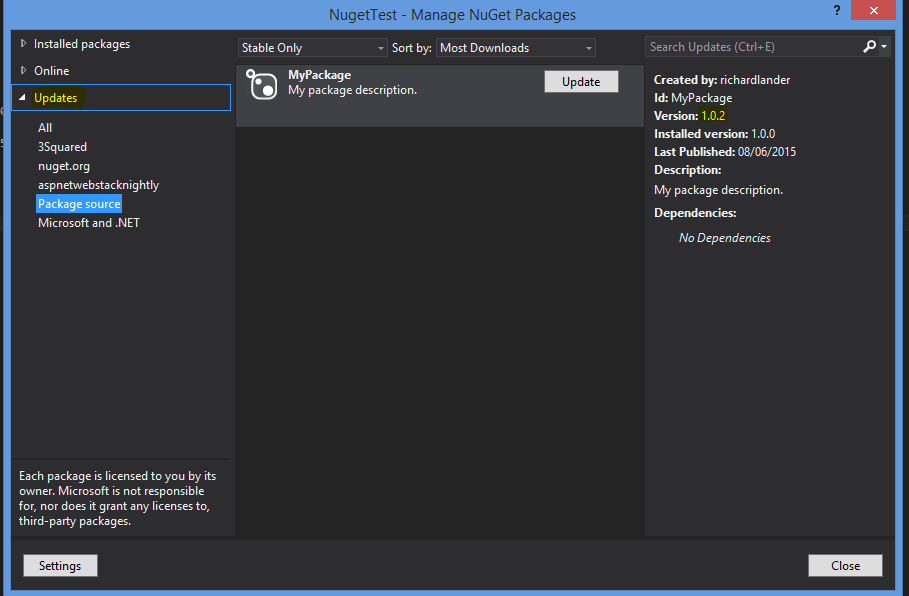 NugetTest - Manage NuGet Packages
?
Installed packages
Online
Updates
All
3Squared
nuget.org
aspnetwebstacknightly
Package source
Microsoft and .NET
Each package is licensed to you by its
owner. Microsoft is not responsible
for, nor does it grant any licenses to,
third-party packages.
Settings
Stable Only
Sort by:
Most Downloads
MyPackage
My package description.
Update
Search Updates (Ctrl+E)
Created by: richardlander
Id: MyPackage
Version: 1.0.2
Installed version: 1.0.0
Last Published: 08/06/2015
Description:
My package description.
Dependencies:
No Dependencies
Close